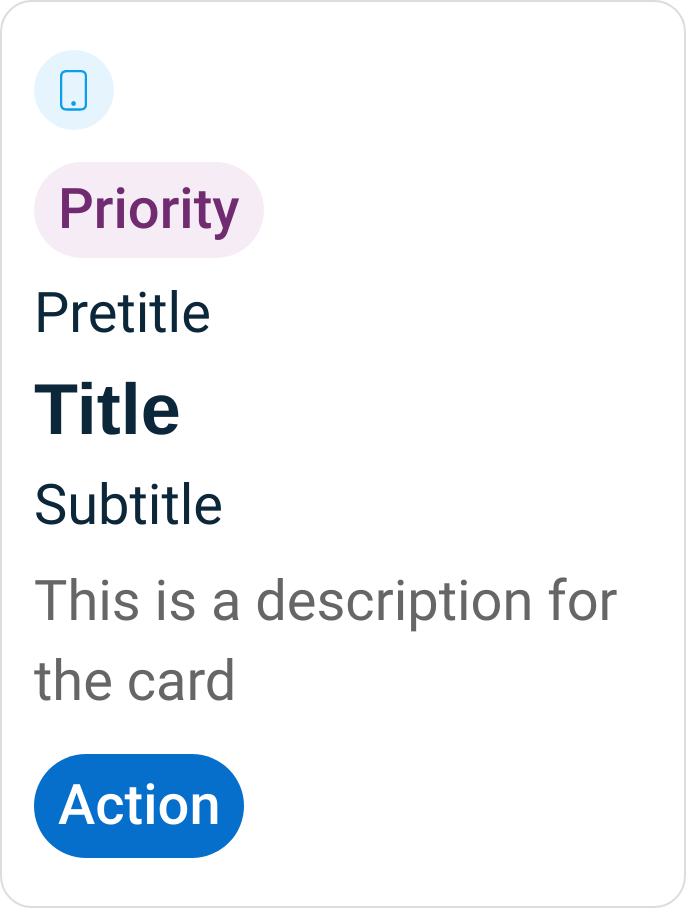 Priority
Pretitle
Title
Subtitle
This is a description for
the card
Action